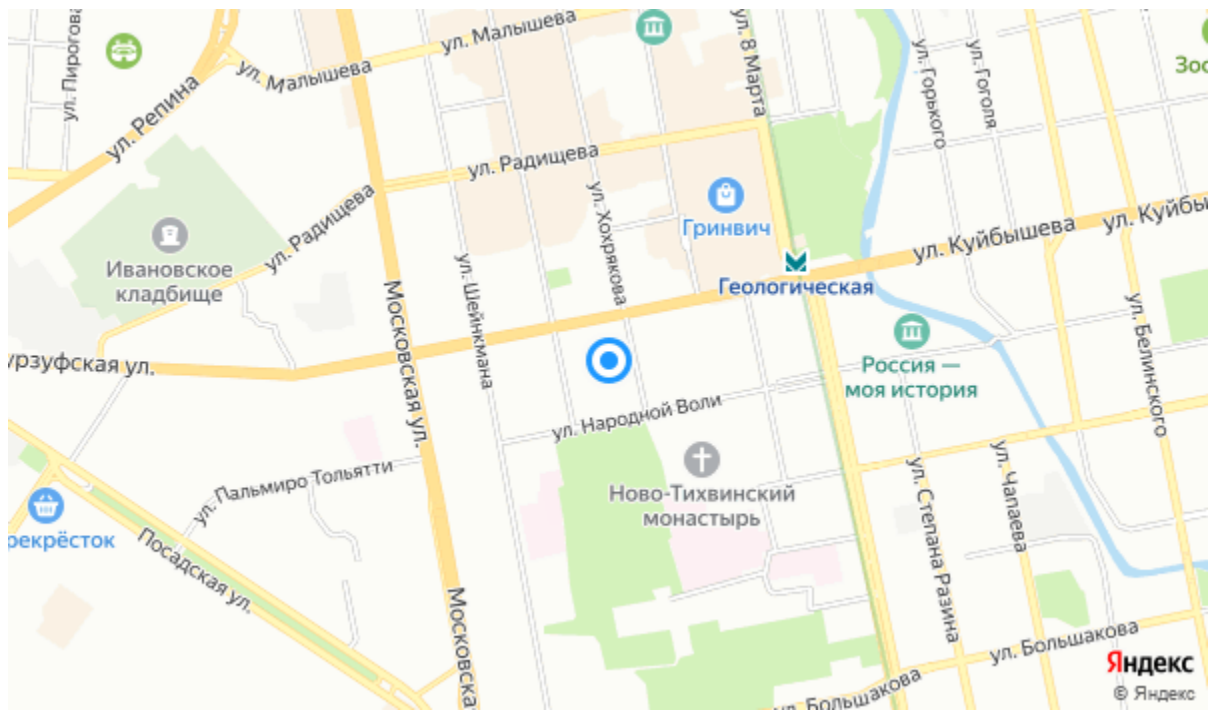 ул. Малышева
ул. Пирогова
ул. Малышева
ул. 8 Марта
ул. Горького
ул. Гоголя
Зоо
ул. Репина
ул. Радищева
ул. Радищева
ул. Хохрякова
Гринвич
ул. Куйбышева
ул. Куйбы
Ивановское
кладбище
Геологическая
ул. Шейнкмана
Московская ул.
урзуфская ул.
Россия —
моя история
ул. Белинского
ул. Народной Воли
ул. Пальмиро Тольятти
Ново-Тихвинский
монастырь
рекрёсток
Посадская ул.
ул. Степана Разина
ул. Чапаева
Московска
ул. Большакова
ул. Большакова
Яндекс
© Яндекс